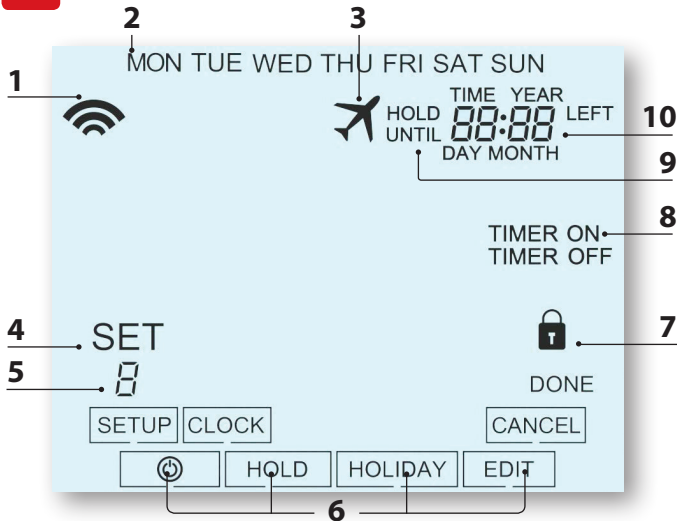 2
3
MON TUE WED THU FRI SAT SUN
1
TIME YEAR
HOLD 88:88 LEFT
10
UNTIL
DAY MONTH
9
8
TIMER ON
TIMER OFF
4
SET
7
5
8
DONE
SETUP CLOCK CANCEL
HOLD HOLIDAY EDIT
6